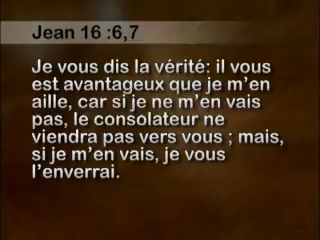 Jean 16 :6,7
Je vous dis la vérité: il vous
est avantageux que je m'en
aille, car si je ne m'en vais
pas, le consolateur ne
viendra pas vers vous ; mais,
si je m'en vais, je vous
l'enverrai.